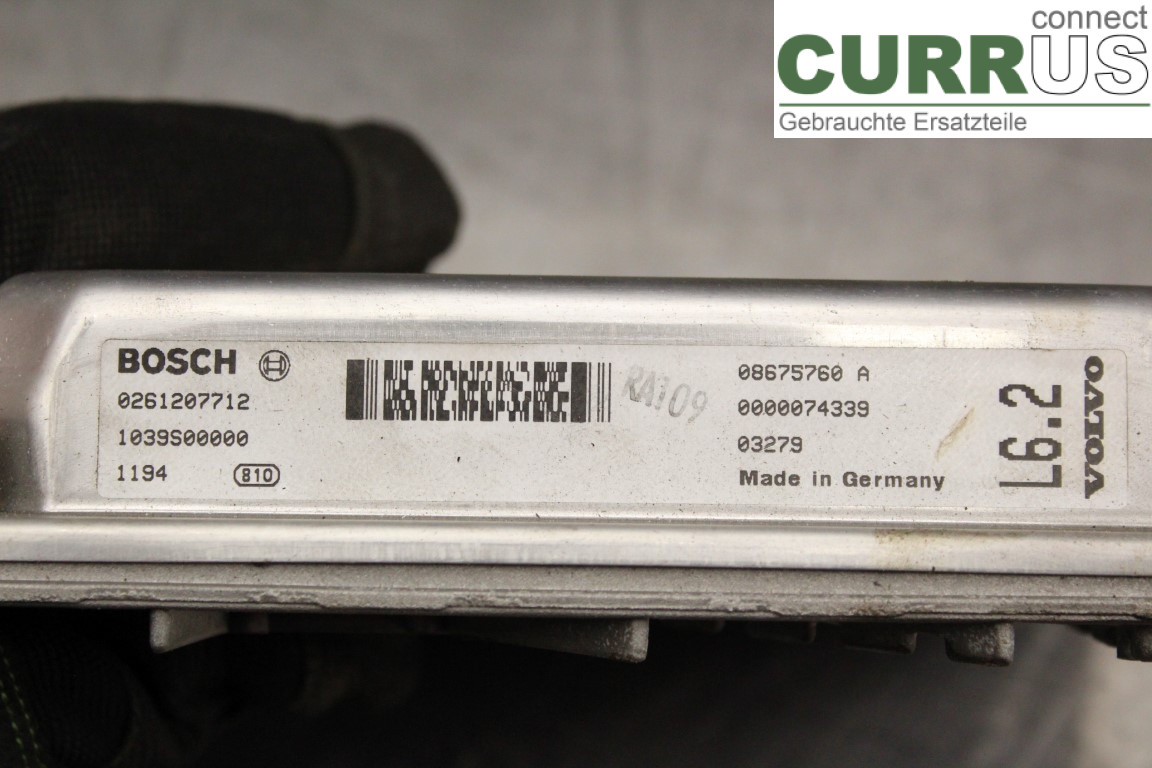 connect
CURRUS
Gebrauchte Ersatzteile
BOSCH
0261207712
1039S00000
1194
810
RA109
08675760 A
0000074339
03279
Made in Germany
L6.2
VOLVO